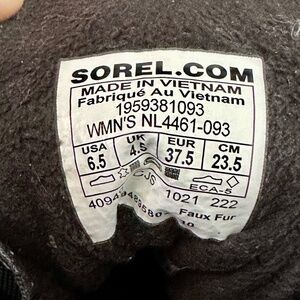 SOREL.COM
MADE IN VIETNAM
Fabriqué Au Vietnam
1959381093
WMN'S NL4461-093
USA UK EUR CM
6.5 4.5 37.5 23.5
1021 222
ECA-S
Faux Fur